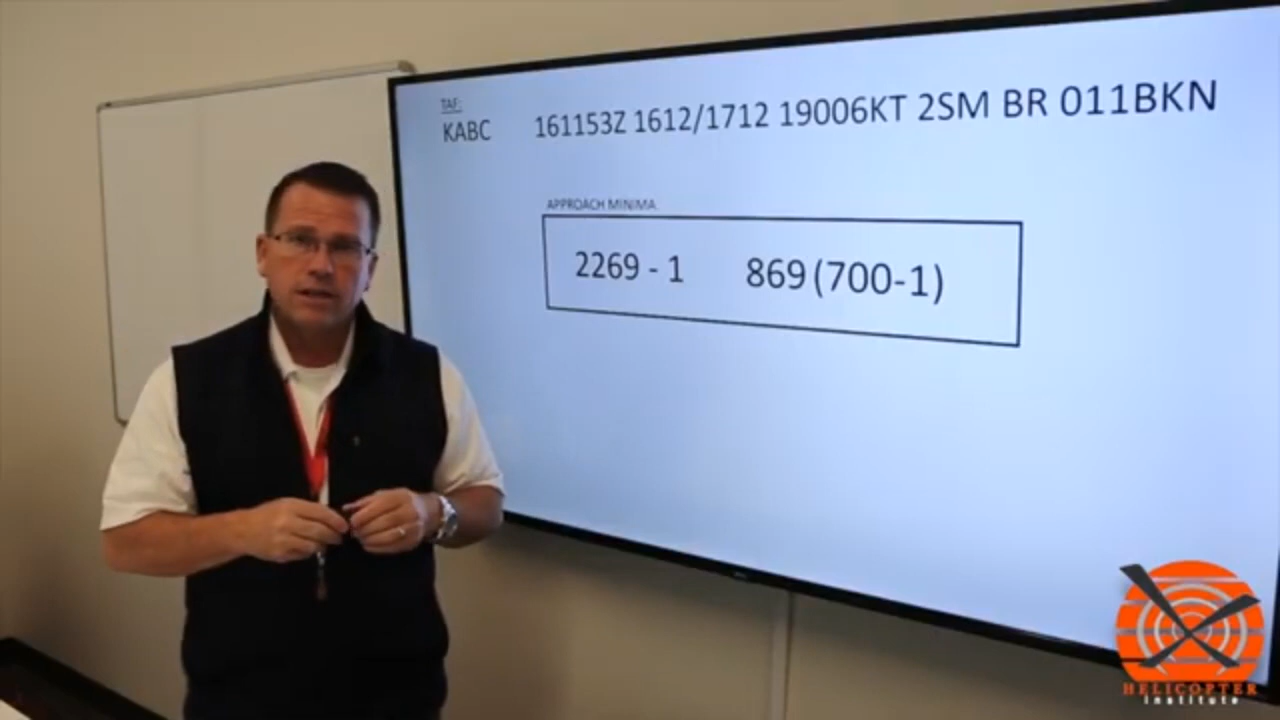 TAF:
KABC 161153Z 1612/1712 19006KT 2SM BR 011BKN
APPROACH MINIMA
2269 - 1 869 (700-1)
HELICOPTER
institute